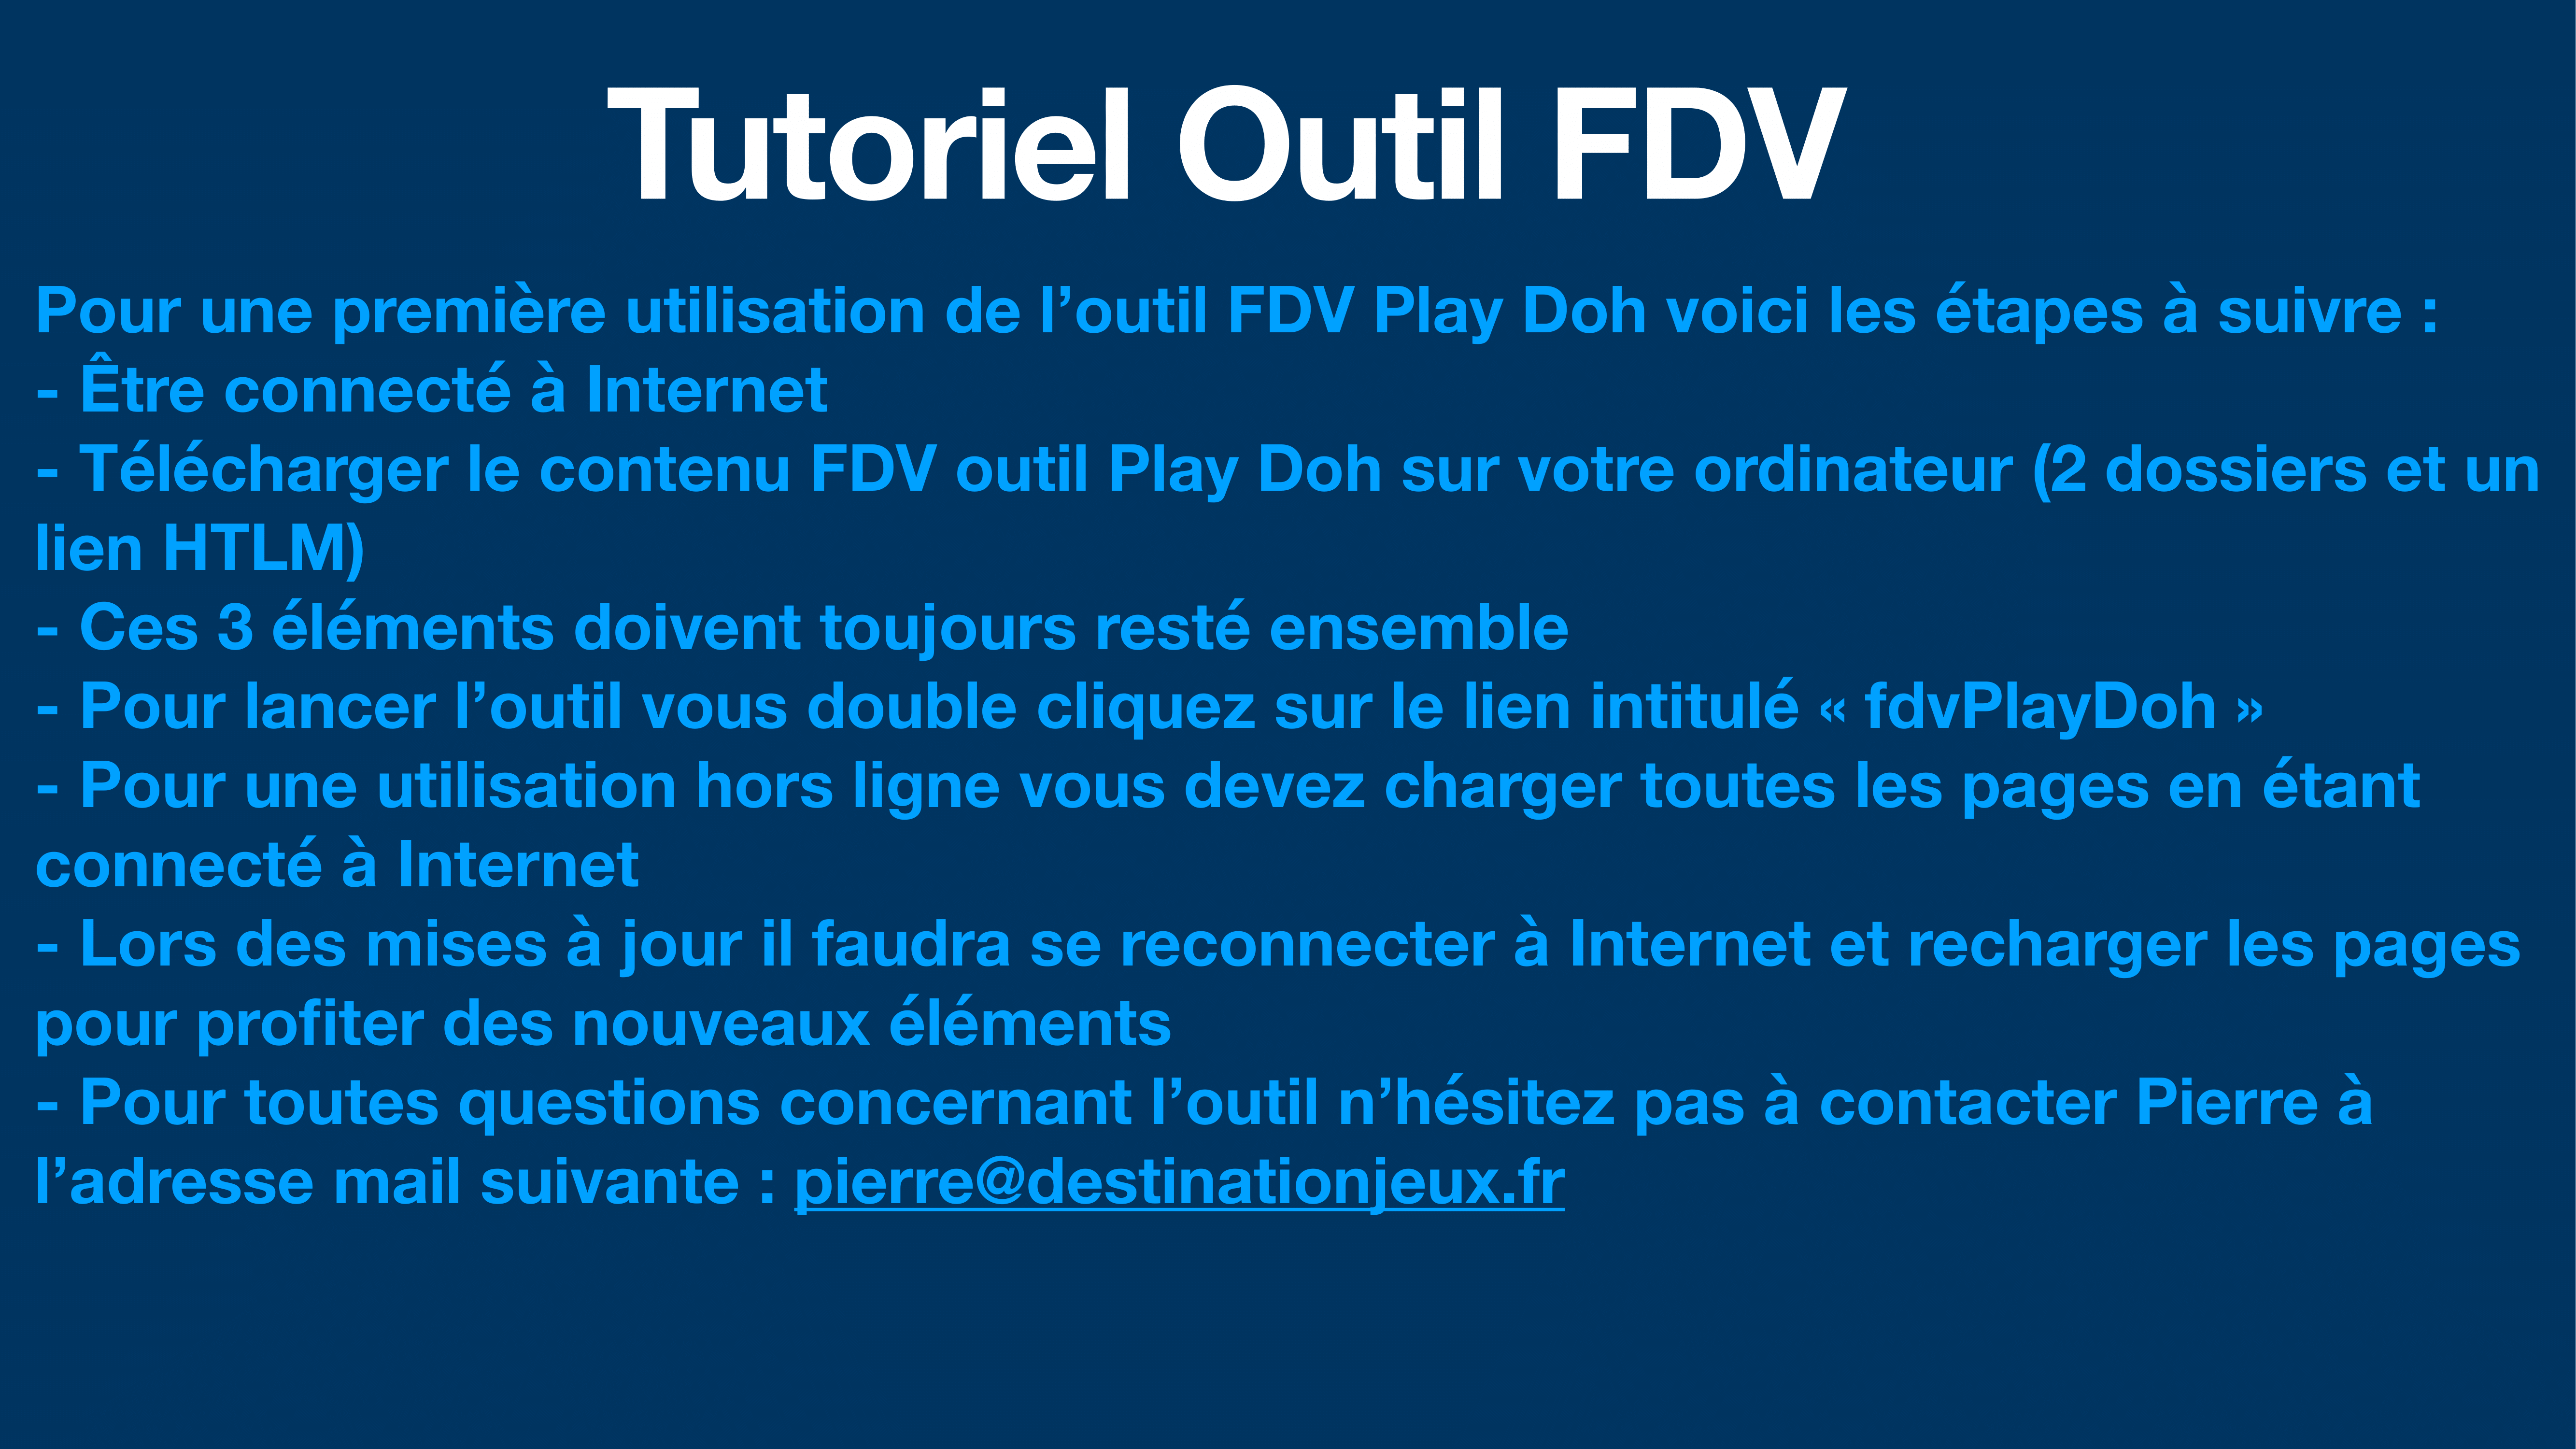 Tutoriel Outil FDV
Pour une première utilisation de l’outil FDV Play Doh voici les étapes à suivre :
- Être connecté à Internet
- Télécharger le contenu FDV outil Play Doh sur votre ordinateur (2 dossiers et un
lien HTLM)
- Ces 3 éléments doivent toujours resté ensemble
- Pour lancer l’outil vous double cliquez sur le lien intitulé « fdvPlayDoh »
- Pour une utilisation hors ligne vous devez charger toutes les pages en étant
connecté à Internet
- Lors des mises à jour il faudra se reconnecter à Internet et recharger les pages
pour profiter des nouveaux éléments
- Pour toutes questions concernant l’outil n’hésitez pas à contacter Pierre à
l’adresse mail suivante : pierre@destinationjeux.fr